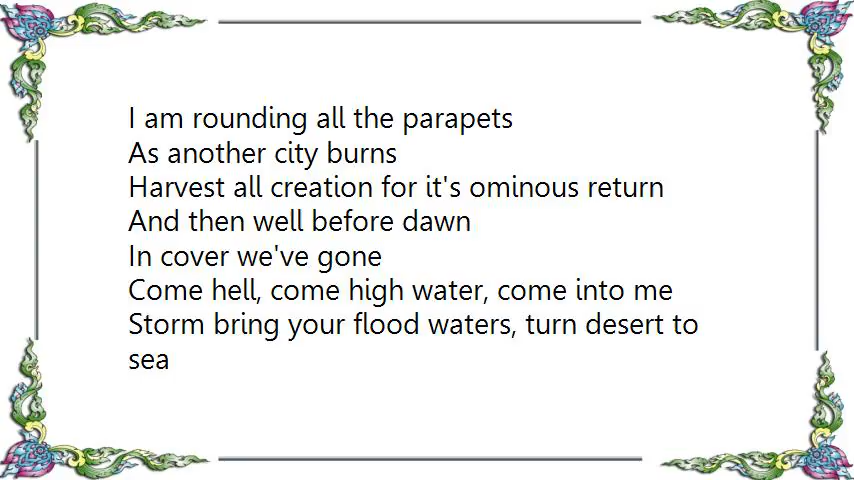 I am rounding all the parapets
As another city burns
Harvest all creation for it's ominous return
And then well before dawn
In cover we've gone
Come hell, come high water, come into me
Storm bring your flood waters, turn desert to
sea